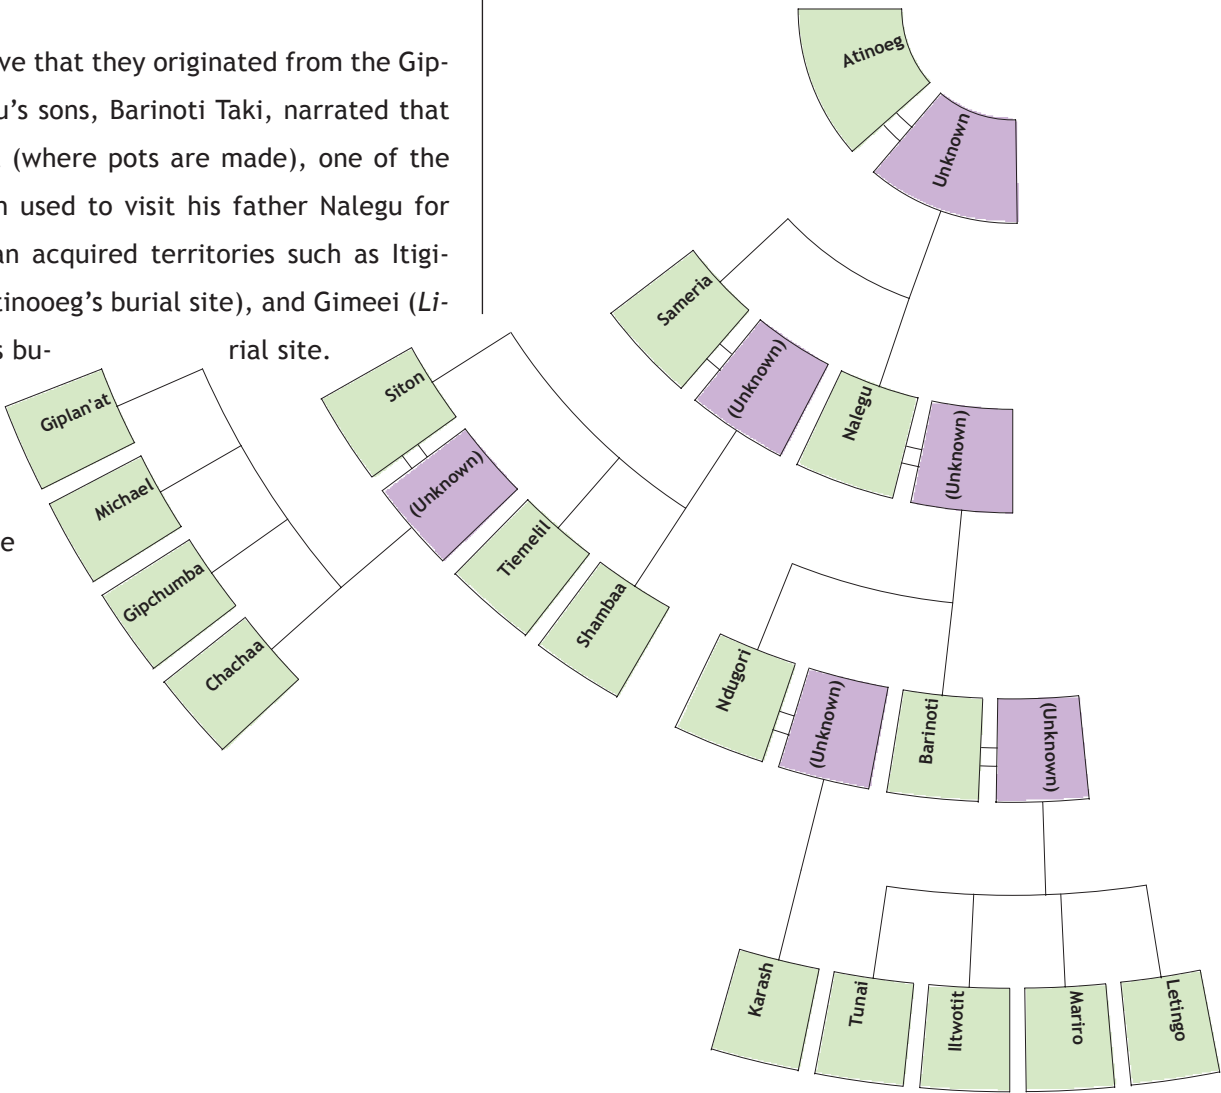 ve that they originated from the Gip-
u’s sons, Barinoti Taki, narrated that
(where pots are made), one of the
n used to visit his father Nalegu for
an acquired territories such as Itigi-
tinooeg’s burial site), and Gimeei (Li-
s bu- rial site.
e
Atinoeg
Unknown
Sameria
(Unknown)
Nalegu
(Unknown)
Siton
(Unknown)
Tiemelil
Shambaa
Giplan'at
Michael
Gipchumba
Chachaa
Ndugori
(Unknown)
Barinoti
(Unknown)
Karash
Tunai
Iltwotit
Mariro
Letingo